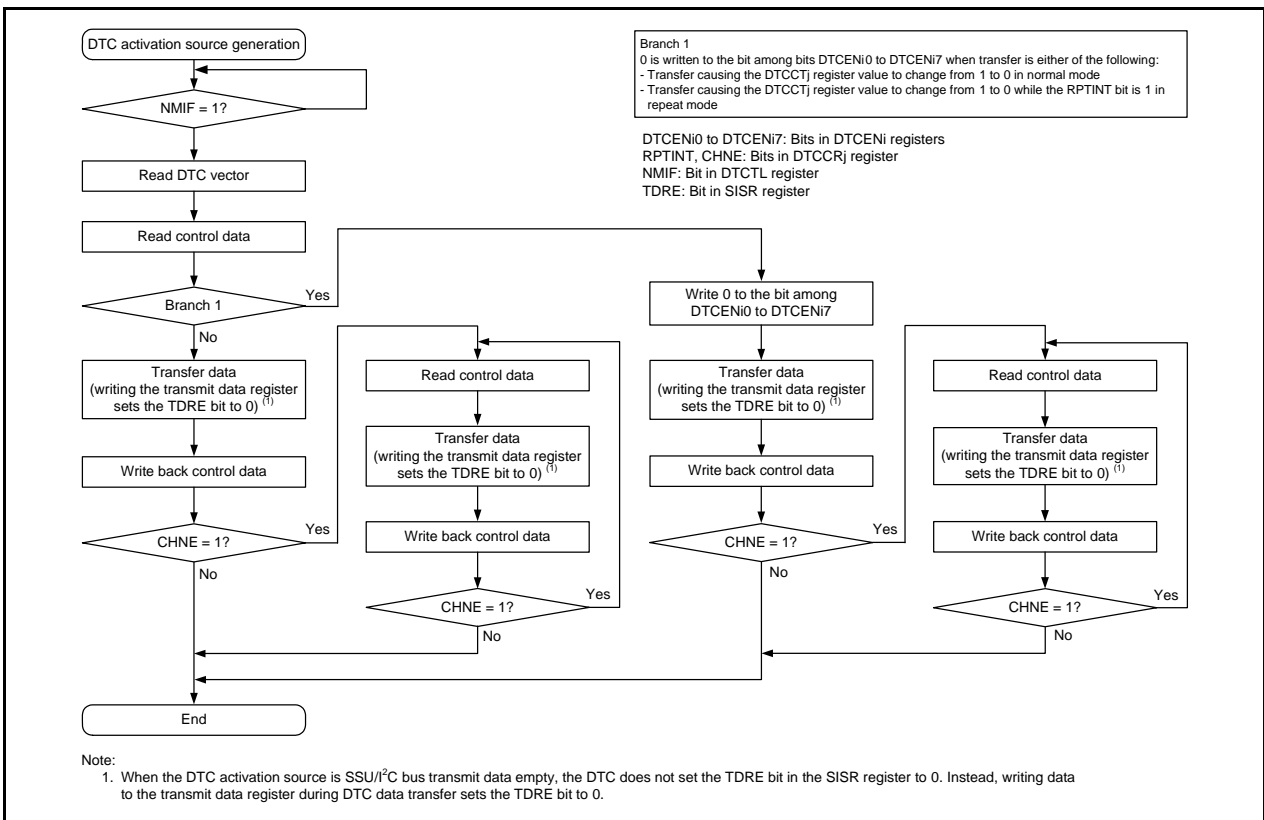 DTC activation source generation
NMIF = 1?
Read DTC vector
Read control data
Branch 1
Yes
No
Transfer data
(writing the transmit data register
sets the TDRE bit to 0) (1)
Write back control data
CHNE = 1?
Yes
No
Read control data
Transfer data
(writing the transmit data register
sets the TDRE bit to 0) (1)
Write back control data
CHNE = 1?
Yes
No
Branch 1
0 is written to the bit among bits DTCENi0 to DTCENi7 when transfer is either of the following:
- Transfer causing the DTCCTj register value to change from 1 to 0 in normal mode
- Transfer causing the DTCCTj register value to change from 1 to 0 while the RPTINT bit is 1 in
repeat mode
DTCENi0 to DTCENi7: Bits in DTCENi registers
RPTINT, CHNE: Bits in DTCCRj register
NMIF: Bit in DTCTL register
TDRE: Bit in SISR register
Write 0 to the bit among
DTCENi0 to DTCENi7
Transfer data
(writing the transmit data register
sets the TDRE bit to 0) (1)
Write back control data
CHNE = 1?
Yes
No
Read control data
Transfer data
(writing the transmit data register
sets the TDRE bit to 0) (1)
Write back control data
CHNE = 1?
Yes
No
End
Note:
1. When the DTC activation source is SSU/I2C bus transmit data empty, the DTC does not set the TDRE bit in the SISR register to 0. Instead, writing data
to the transmit data register during DTC data transfer sets the TDRE bit to 0.